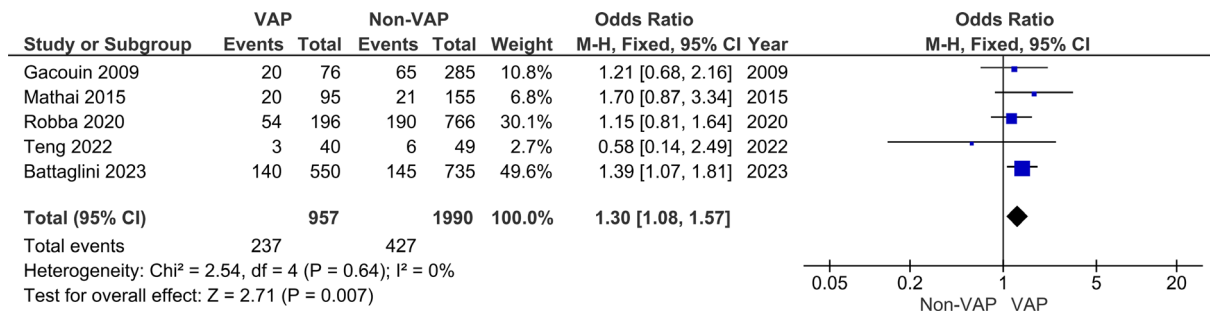 VAP Non-VAP Odds Ratio Odds Ratio
Study or Subgroup Events Total Events Total Weight M-H, Fixed, 95% CI Year M-H, Fixed, 95% CI
Gacouin 2009 20 76 65 285 10.8% 1.21 [0.68, 2.16] 2009
Mathai 2015 20 95 21 155 6.8% 1.70 [0.87, 3.34] 2015
Robba 2020 54 196 190 766 30.1% 1.15 [0.81, 1.64] 2020
Teng 2022 3 40 6 49 2.7% 0.58 [0.14, 2.49] 2022
Battaglini 2023 140 550 145 735 49.6% 1.39 [1.07, 1.81] 2023
Total (95% CI) 957 1990 100.0% 1.30 [1.08, 1.57]
Total events 237 427
Heterogeneity: Chi² = 2.54, df = 4 (P = 0.64); I² = 0%
Test for overall effect: Z = 2.71 (P = 0.007)
0.05 0.2 1 5 20
Non-VAP VAP